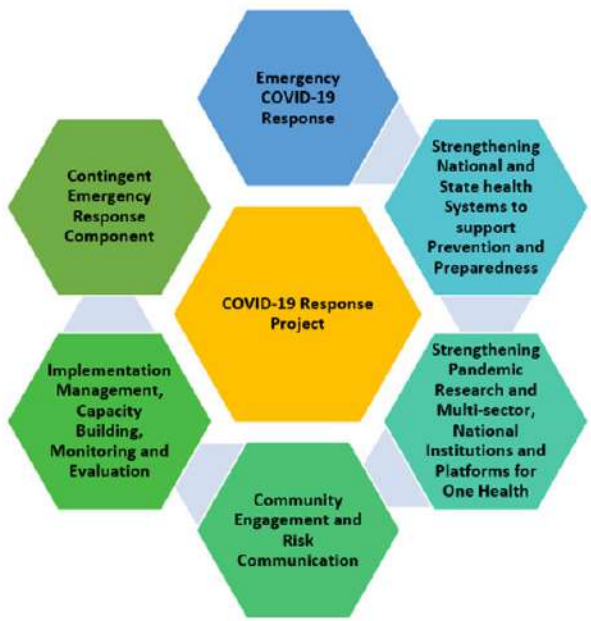 Emergency
COVID-19
Response
Strengthening
National and
State health
Systems to
support
Prevention and
Preparedness
Strengthening
Pandemic
Research and
Multi-sector,
National
Institutions and
Platforms for
One Health
Community
Engagement and
Risk
Communication
Implementation
Management,
Capacity
Building,
Monitoring and
Evaluation
Contingent
Emergency
Response
Component
COVID-19 Response
Project